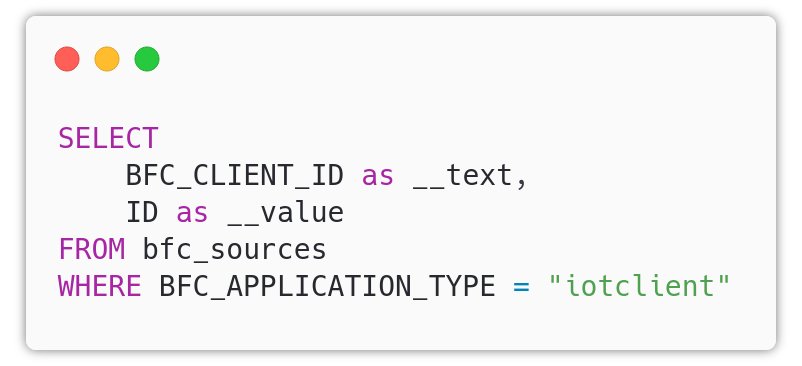 SELECT
    BFC_CLIENT_ID as __text,
    ID as __value
FROM bfc_sources
WHERE BFC_APPLICATION_TYPE = "iotclient"